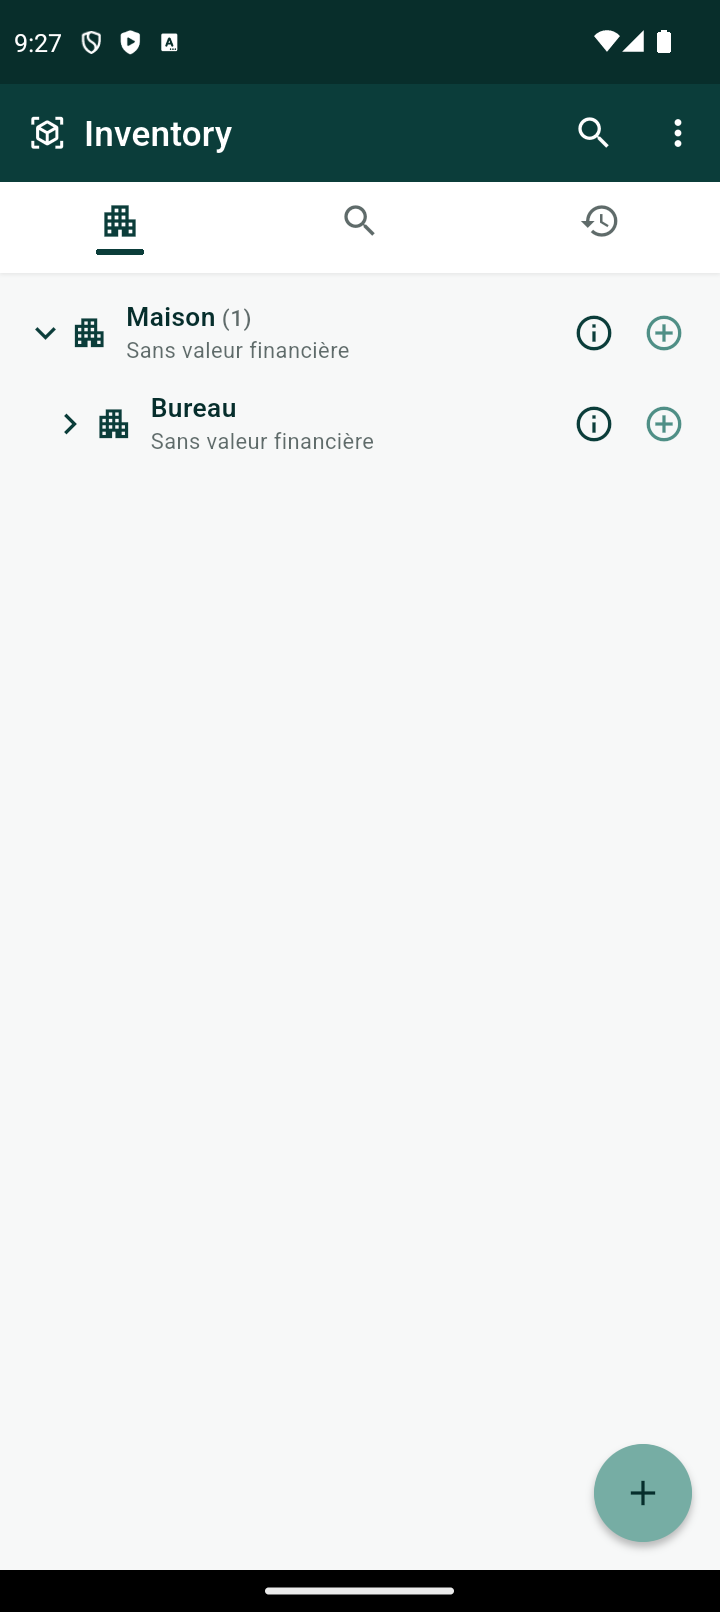 9:27
Inventory
Maison (1)
Sans valeur financière
Bureau
Sans valeur financière